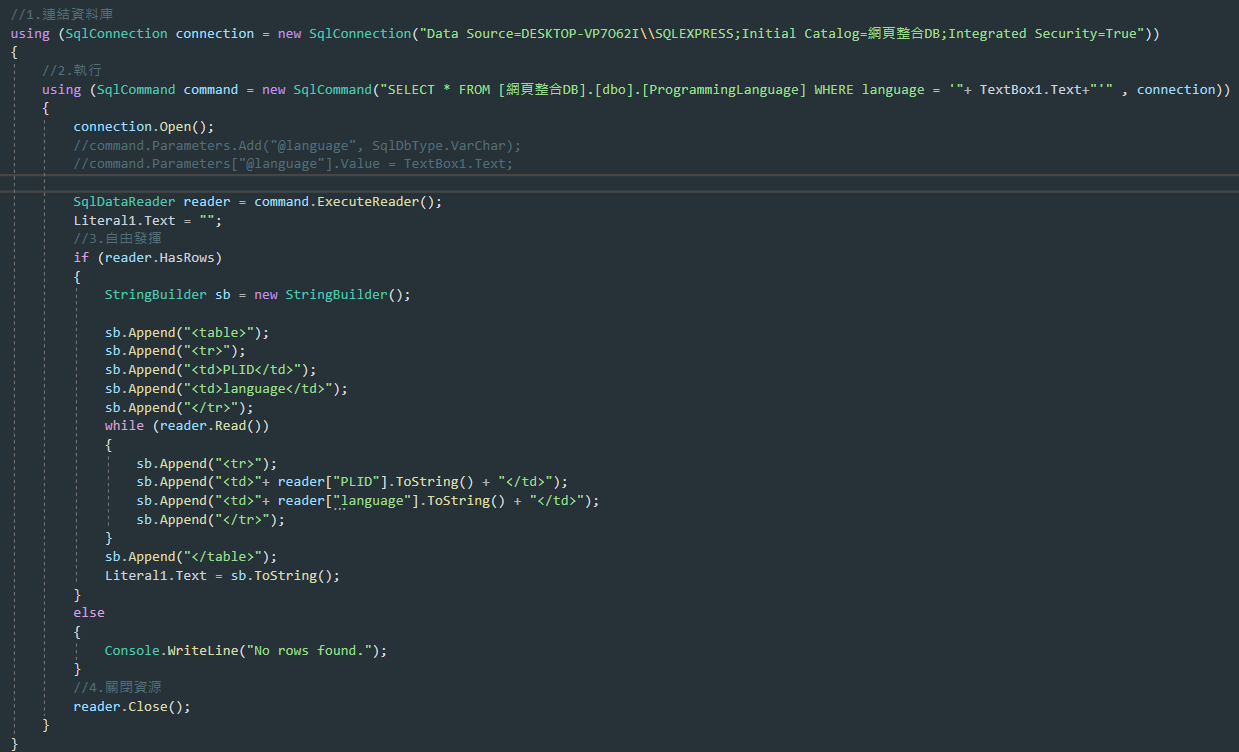 //1.連結資料庫
using (SqlConnection connection = new SqlConnection("Data Source=DESKTOP-VP7O62I\\SQLEXPRESS;Initial Catalog=網頁整合DB;Integrated Security=True"))
{
//2.執行
using (SqlCommand command = new SqlCommand("SELECT * FROM [網頁整合DB].[dbo].[ProgrammingLanguage] WHERE language = '"+ TextBox1.Text+"'" , connection))
{
connection.Open();
//command.Parameters.Add("@language", SqlDbType.VarChar);
//command.Parameters["@language"].Value = TextBox1.Text;
SqlDataReader reader = command.ExecuteReader();
Literal1.Text = "";
//3.自由發揮
if (reader.HasRows)
{
StringBuilder sb = new StringBuilder();
sb.Append("<table>");
sb.Append("<tr>");
sb.Append("<td>PLID</td>");
sb.Append("<td>language</td>");
sb.Append("</tr>");
while (reader.Read())
{
sb.Append("<tr>");
sb.Append("<td>"+ reader["PLID"].ToString() + "</td>");
sb.Append("<td>"+ reader["language"].ToString() + "</td>");
sb.Append("</tr>");
}
sb.Append("</table>");
Literal1.Text = sb.ToString();
}
else
{
Console.WriteLine("No rows found.");
}
//4.關閉資源
reader.Close();
}
}